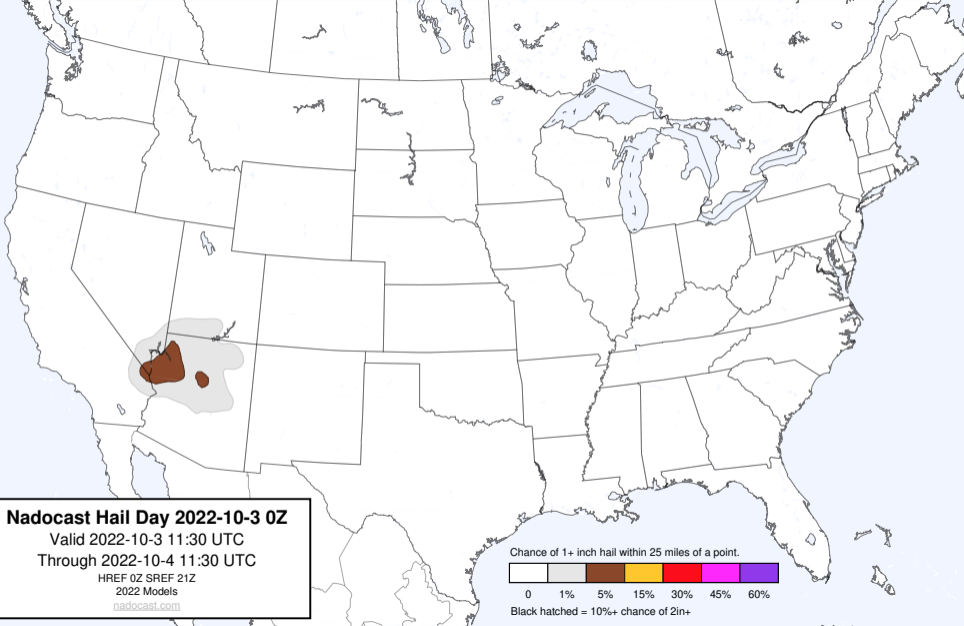 Nadocast Hail Day 2022-10-3 0Z
Valid 2022-10-3 11:30 UTC
Through 2022-10-4 11:30 UTC
HREF 0Z SREF 21Z
2022 Models
nadocast.com
Chance of 1+ inch hail within 25 miles of a point.
0 1% 5% 15% 30% 45% 60%
Black hatched = 10%+ chance of 2in+